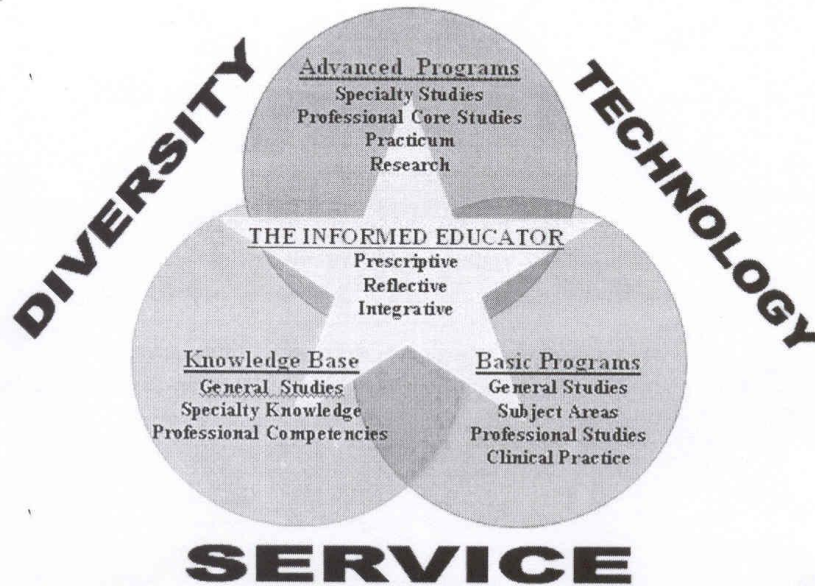 DIVERSITY
TECHNOLOGY
Advanced Programs
Specialty Studies
Professional Core Studies
Practicum
Research
THE INFORMED EDUCATOR
Prescriptive
Reflective
Integrative
Knowledge Base
General Studies
Specialty Knowledge
Professional Competencies
Basic Programs
General Studies
Subject Areas
Professional Studies
Clinical Practice
SERVICE